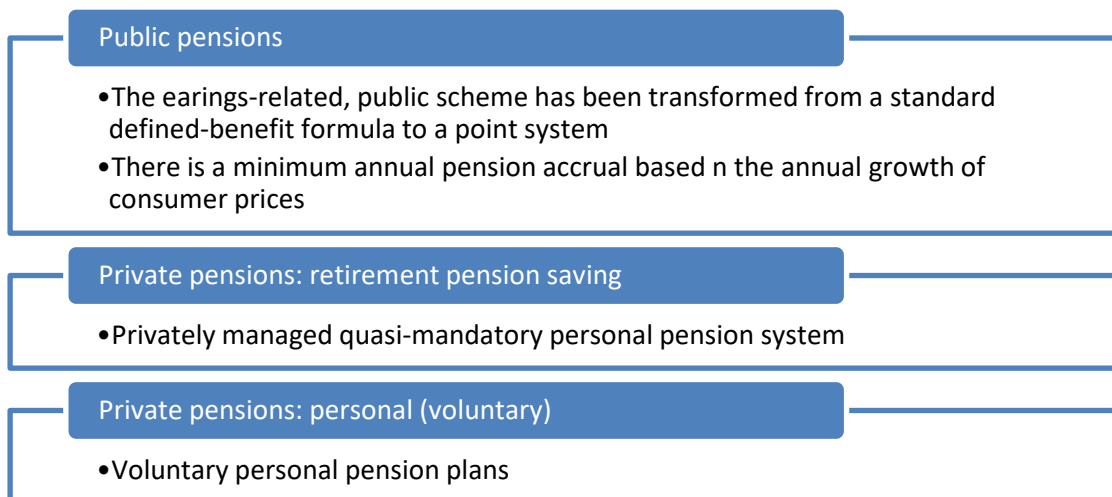 Public pensions
•The earings-related, public scheme has been transformed from a standard
defined-benefit formula to a point system
•There is a minimum annual pension accrual based n the annual growth of
consumer prices
Private pensions: retirement pension saving
•Privately managed quasi-mandatory personal pension system
Private pensions: personal (voluntary)
•Voluntary personal pension plans